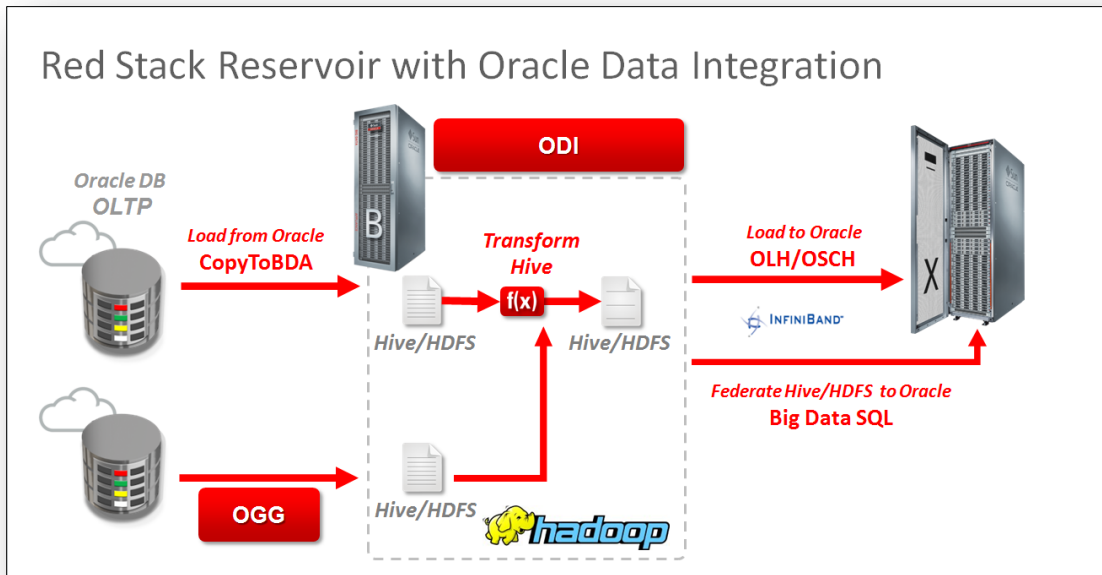 Red Stack Reservoir with Oracle Data Integration
ODI
Oracle DB
OLTP
Load from Oracle
CopyToBDA
B
Transform
Hive
f(x)
Hive/HDFS
Hive/HDFS
Load to Oracle
OLH/OSCH
INFINIBAND™
X
Federate Hive/HDFS to Oracle
Big Data SQL
OGG
Hive/HDFS
hadoop